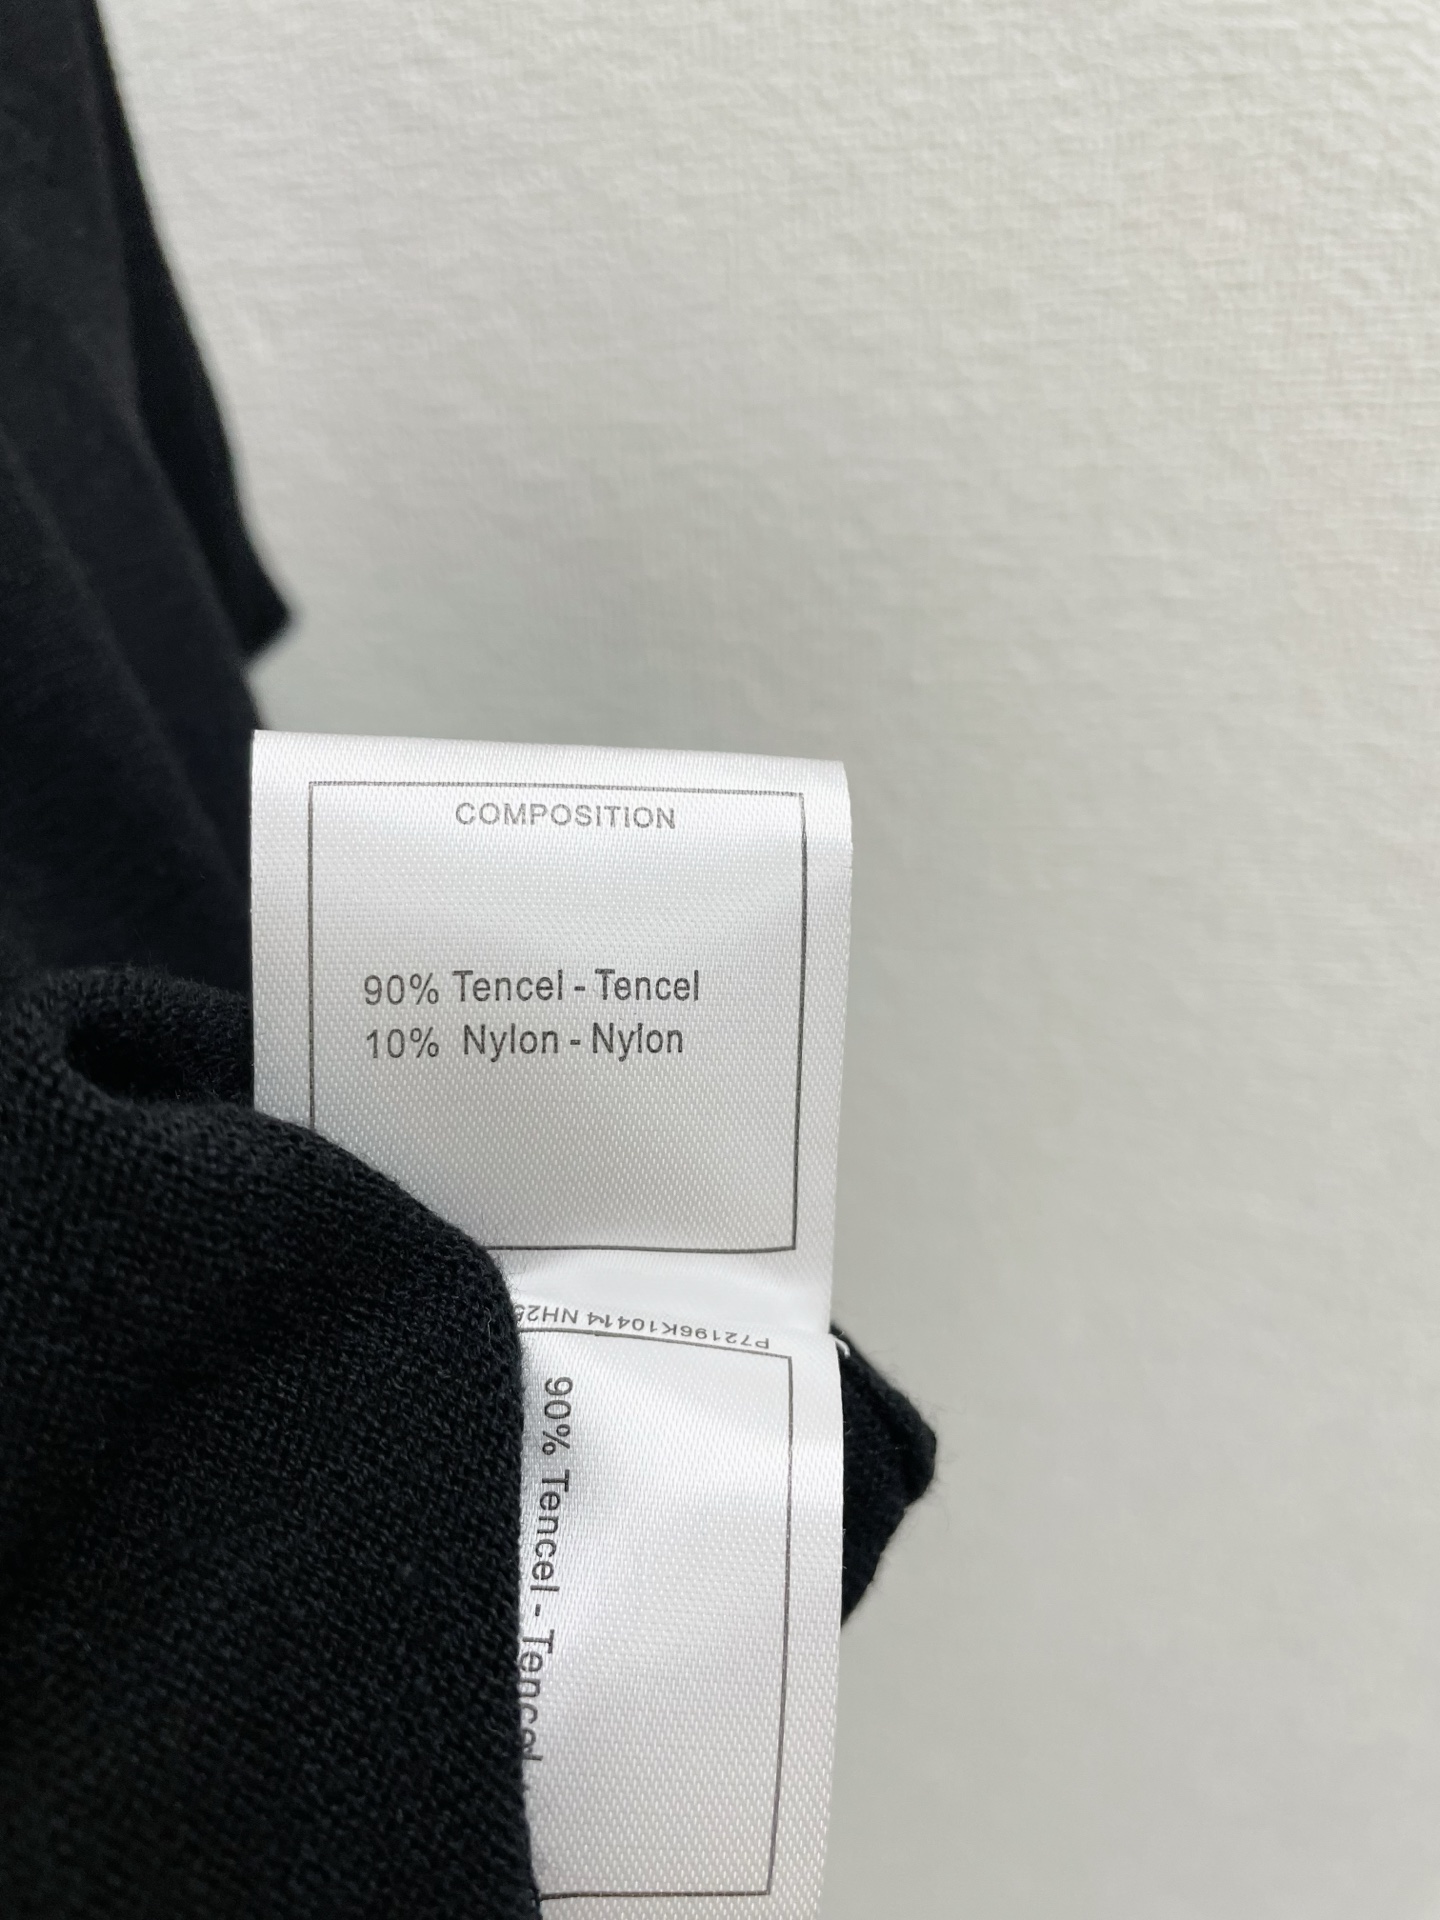 COMPOSITION
90% Tencel - Tencel
10% Nylon - Nylon
P72196K10414
90% Tencel - Tencel